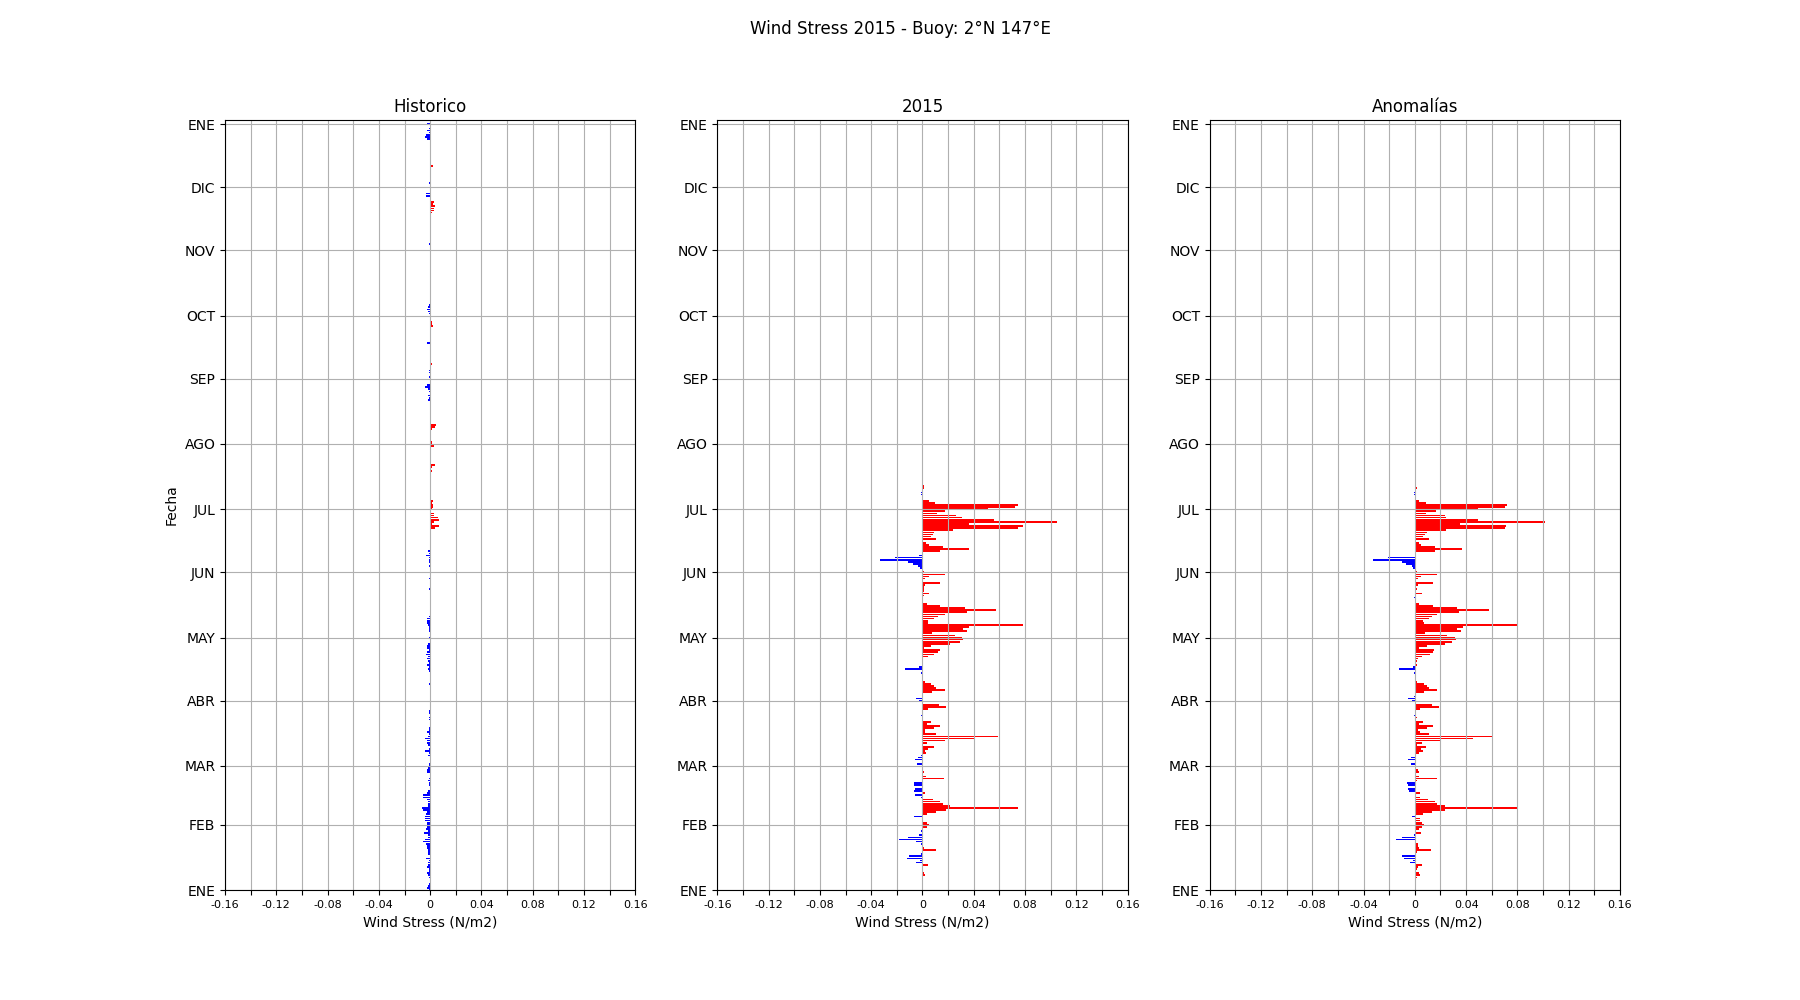 Wind Stress 2015 - Buoy: 2°N 147°E
Historico
ENE
DIC
NOV
OCT
SEP
AGO
JUL
JUN
MAY
ABR
MAR
FEB
ENE
Fecha
-0.16 -0.12 -0.08 -0.04 0 0.04 0.08 0.12 0.16
Wind Stress (N/m2)
2015
ENE
DIC
NOV
OCT
SEP
AGO
JUL
JUN
MAY
ABR
MAR
FEB
ENE
-0.16 -0.12 -0.08 -0.04 0 0.04 0.08 0.12 0.16
Wind Stress (N/m2)
Anomalías
ENE
DIC
NOV
OCT
SEP
AGO
JUL
JUN
MAY
ABR
MAR
FEB
ENE
-0.16 -0.12 -0.08 -0.04 0 0.04 0.08 0.12 0.16
Wind Stress (N/m2)